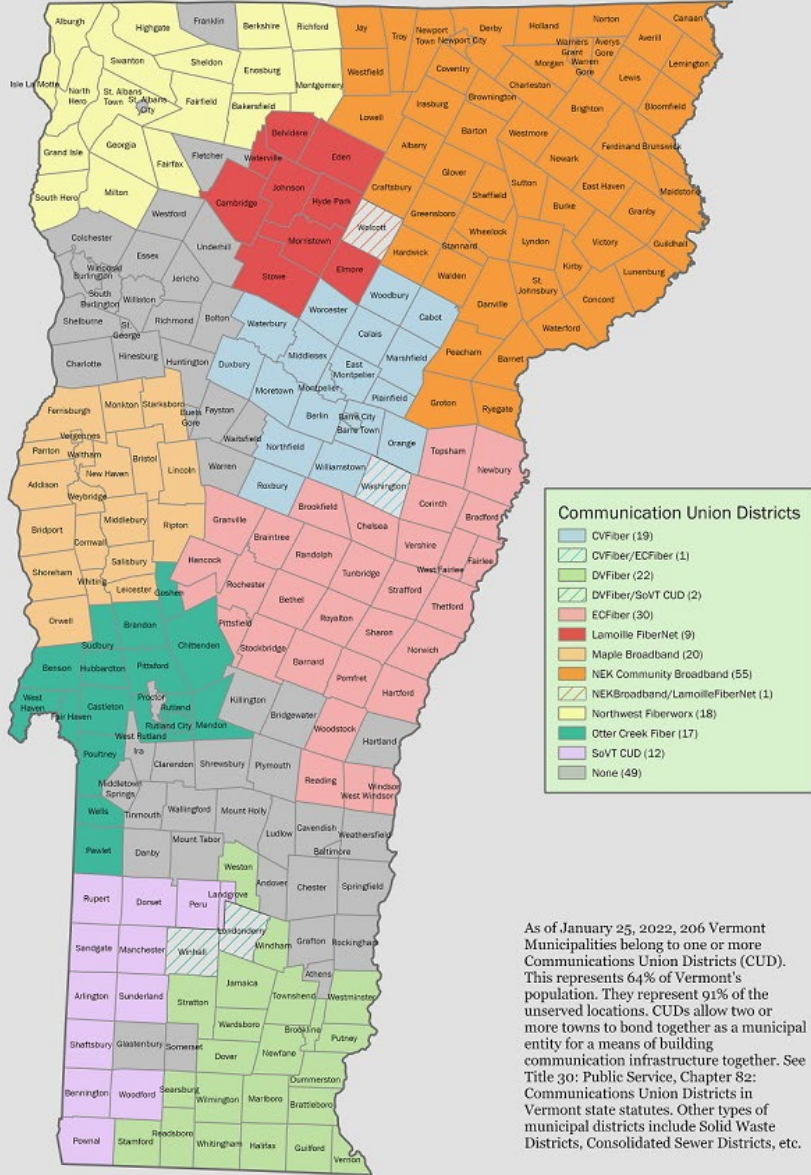 Alburgh
Highgate
Franklin
Berkshire
Richford
Jay
Troy
Newport
Town
Newport City
Derby
Holland
Norton
Canaan
Warners
Grant
Averys
Gore
Averill
Swanton
Sheldon
Enosburg
Montgomery
Westfield
Coventry
Morgan
Warren
Gore
Lewis
Lemington
Isle La Motte
North
Hero
St. Albans
Town
St. Albans
City
Fairfield
Bakersfield
Lowell
Irasburg
Brownington
Charleston
Brighton
Bloomfield
Grand Isle
Georgia
Fairfax
Fletcher
Belvidere
Waterville
Eden
Albany
Barton
Westmore
Newark
Ferdinand
Brunswick
South Hero
Milton
Westford
Cambridge
Johnson
Hyde Park
Craftsbury
Glover
Sheffield
Sutton
East Haven
Maidstone
Burke
Granby
Colchester
Essex
Underhill
Morristown
Wolcott
Greensboro
Stannard
Wheelock
Lyndon
Victory
Guildhall
Winooski
Burlington
Jericho
Stowe
Elmore
Hardwick
Walden
Kirby
Lunenburg
South
Burlington
Williston
St.
Johnsbury
Concord
Woodbury
Danville
Shelburne
St.
George
Richmond
Bolton
Waterbury
Worcester
Calais
Cabot
Waterford
Charlotte
Hinesburg
Huntington
Duxbury
Middlesex
East
Montpelier
Marshfield
Peacham
Barnet
Moretown
Montpelier
Plainfield
Ferrisburgh
Monkton
Starksboro
Buels
Gore
Fayston
Berlin
Barre City
Barre Town
Groton
Ryegate
Vergennes
Panton
Waltham
Waitsfield
Northfield
Orange
Topsham
Newbury
Addison
New Haven
Bristol
Lincoln
Warren
Williamstown
Washington
Weybridge
Roxbury
Corinth
Bradford
Bridport
Middlebury
Ripton
Granville
Brookfield
Chelsea
Cornwall
Braintree
Vershire
Shoreham
Salisbury
Hancock
Randolph
Tunbridge
West Fairlee
Fairlee
Whiting
Leicester
Goshen
Rochester
Bethel
Strafford
Thetford
Orwell
Brandon
Pittsfield
Royalton
Sharon
Sudbury
Chittenden
Stockbridge
Norwich
Benson
Hubbardton
Pittsford
Barnard
Pomfret
Hartford
West
Haven
Castleton
Proctor
Rutland
Killington
Bridgewater
Fair Haven
Rutland City
Mendon
Woodstock
Hartland
West Rutland
Poultney
Ira
Clarendon
Shrewsbury
Plymouth
Reading
West Windsor
Windsor
Middletown
Springs
Wells
Tinmouth
Wallingford
Mount Holly
Ludlow
Cavendish
Weathersfield
Baltimore
Pawlet
Danby
Mount Tabor
Weston
Andover
Chester
Springfield
Rupert
Dorset
Peru
Landgrove
Londonderry
Sandgate
Manchester
Winhall
Windham
Grafton
Rockingham
Athens
Arlington
Sunderland
Stratton
Jamaica
Townshend
Westminster
Wardsboro
Brookline
Putney
Shaftsbury
Glastenbury
Somerset
Dover
Newfane
Dummerston
Bennington
Woodford
Searsburg
Wilmington
Marlboro
Brattleboro
Pownal
Stamford
Readsboro
Whitingham
Halifax
Guilford
Vernon
Communication Union Districts
CVFiber (19)
CVFiber/ECFiber (1)
DVFiber (22)
DVFiber/SoVT CUD (2)
ECFiber (30)
Lamoille FiberNet (9)
Maple Broadband (20)
NEK Community Broadband (55)
NEKBroadband/LamoilleFiberNet (1)
Northwest Fiberworx (18)
Otter Creek Fiber (17)
SoVT CUD (12)
None (49)
As of January 25, 2022, 206 Vermont
Municipalities belong to one or more
Communications Union Districts (CUD).
This represents 64% of Vermont's
population. They represent 91% of the
unserved locations. CUDs allow two or
more towns to bond together as a municipal
entity for a means of building
communication infrastructure together. See
Title 30: Public Service, Chapter 82:
Communications Union Districts in
Vermont state statutes. Other types of
municipal districts include Solid Waste
Districts, Consolidated Sewer Districts, etc.